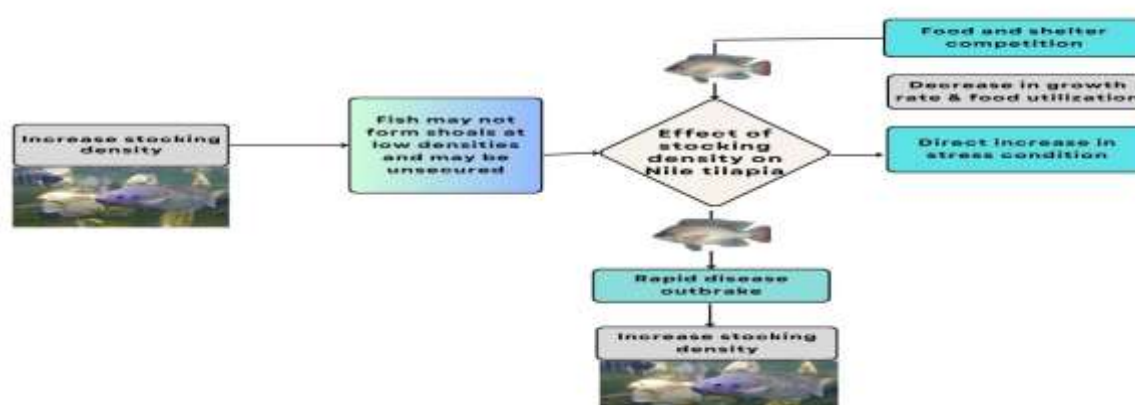 Increase stocking
density
Fish may not
form shoals at
low densities
and may be
unsecured
Effect of
stocking
density on
Nile tilapia
Food and shelter
competition
Decrease in growth
rate & food utilization
Direct increase in
stress condition
Rapid disease
outbrake
Increase stocking
density